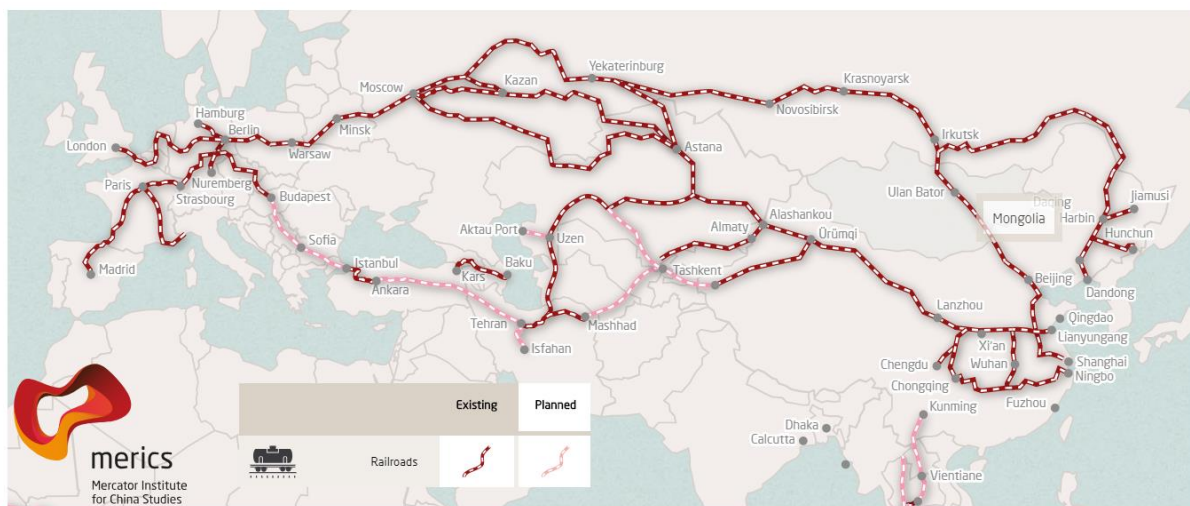 Yekaterinburg
Krasnoyarsk
Moscow
Kazan
Novosibirsk
Hamburg
Berlin
Minsk
Irkutsk
London
Warsaw
Astana
Paris
Nuremberg
Strasbourg
Budapest
Ulan Bator
Daqing
Jiamusi
Mongolia
Harbin
Hunchun
Aktau Port
Uzen
Almaty
Alashankou
Ürümqi
Sofia
Madrid
Istanbul
Baku
Kars
Ankara
Tashkent
Beijing
Dandong
Lanzhou
Tehran
Mashhad
Qingdao
Lianyungang
Isfahan
Xi'an
Chengdu
Wuhan
Shanghai
Chongqing
Ningbo
Kunming
Fuzhou
Dhaka
Calcutta
Vientiane
Existing
Planned
Railroads
merics
Mercator Institute
for China Studies